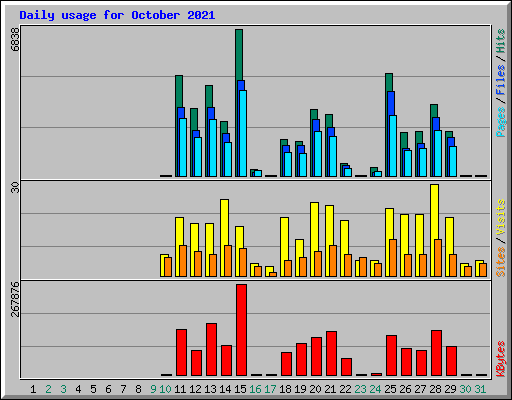 Daily usage for October 2021
6838
Pages / Files / Hits
30
Sites / Visits
267876
KBytes
1 2 3 4 5 6 7 8 9 10 11 12 13 14 15 16 17 18 19 20 21 22 23 24 25 26 27 28 29 30 31